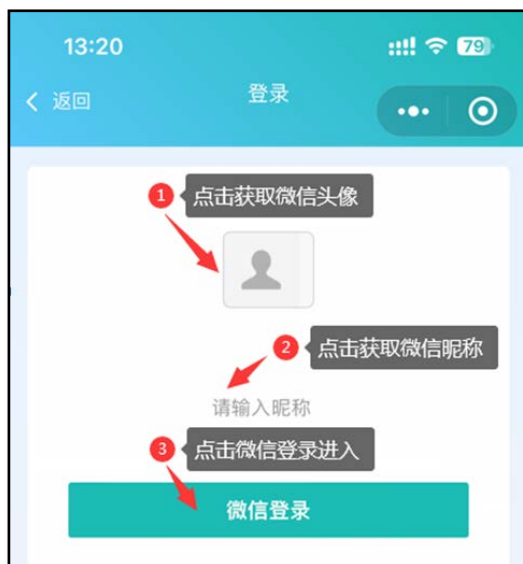 13:20
79
返回
登录
1 点击获取微信头像
2 点击获取微信昵称
请输入昵称
3 点击微信登录进入
微信登录